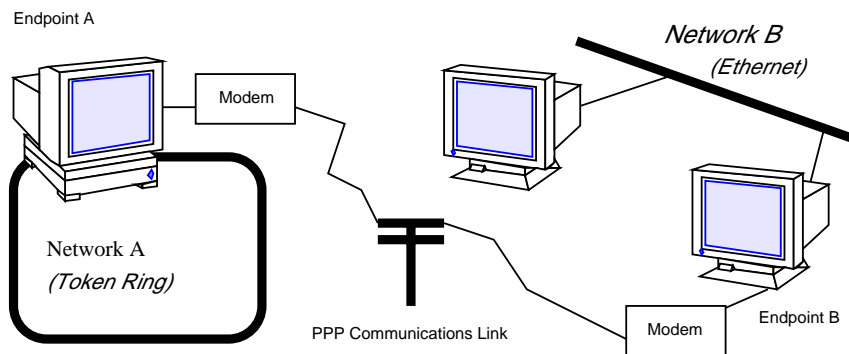 Endpoint A
Modem
Network B
(Ethernet)
Network A
(Token Ring)
PPP Communications Link
Modem
Endpoint B